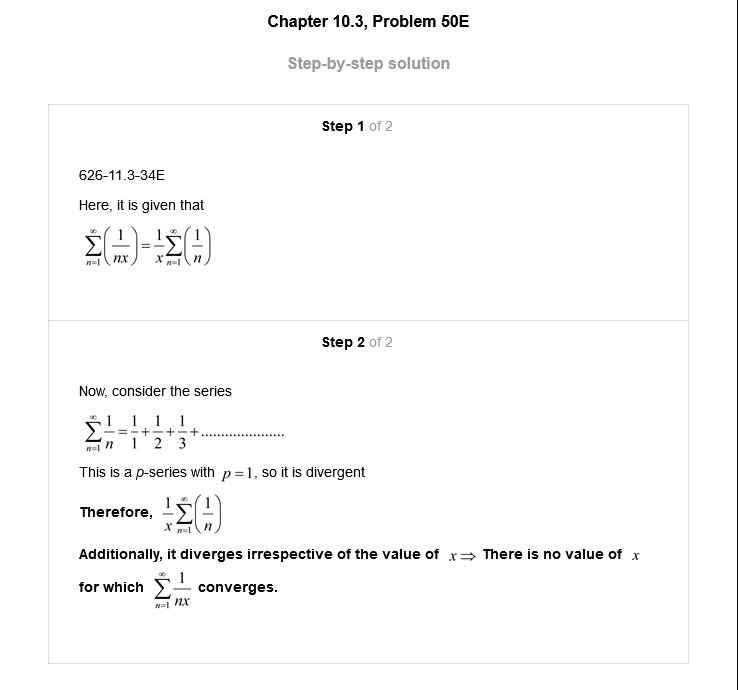 Chapter 10.3, Problem 50E
Step-by-step solution
Step 1 of 2
626-11.3-34E
Here, it is given that
$\sum_{n=1}^{\infty}\left(\frac{1}{nx}\right)=\frac{1}{x}\sum_{n=1}^{\infty}\left(\frac{1}{n}\right)$
Step 2 of 2
Now, consider the series
$\sum_{n=1}^{\infty}\frac{1}{n}=\frac{1}{1}+\frac{1}{2}+\frac{1}{3}+.....................$
This is a p-series with $p=1$, so it is divergent
Therefore, $\frac{1}{x}\sum_{n=1}^{\infty}\left(\frac{1}{n}\right)$
Additionally, it diverges irrespective of the value of $x \Rightarrow$ There is no value of $x$
for which $\sum_{n=1}^{\infty}\frac{1}{nx}$ converges.